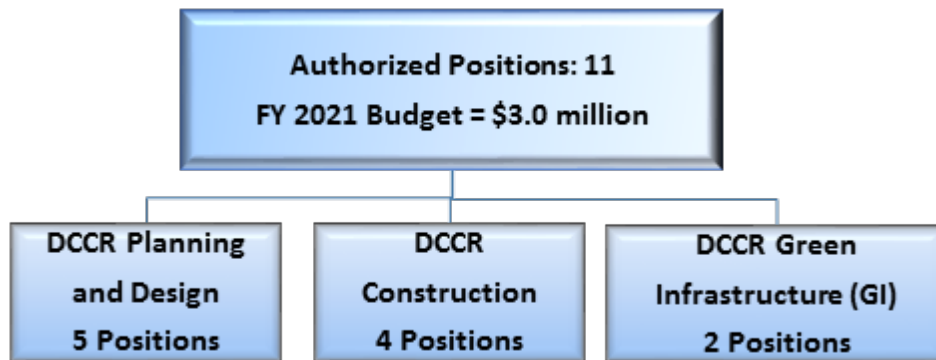 Authorized Positions: 11
FY 2021 Budget = $3.0 million
DCCR Planning
and Design
5 Positions
DCCR
Construction
4 Positions
DCCR Green
Infrastructure (GI)
2 Positions